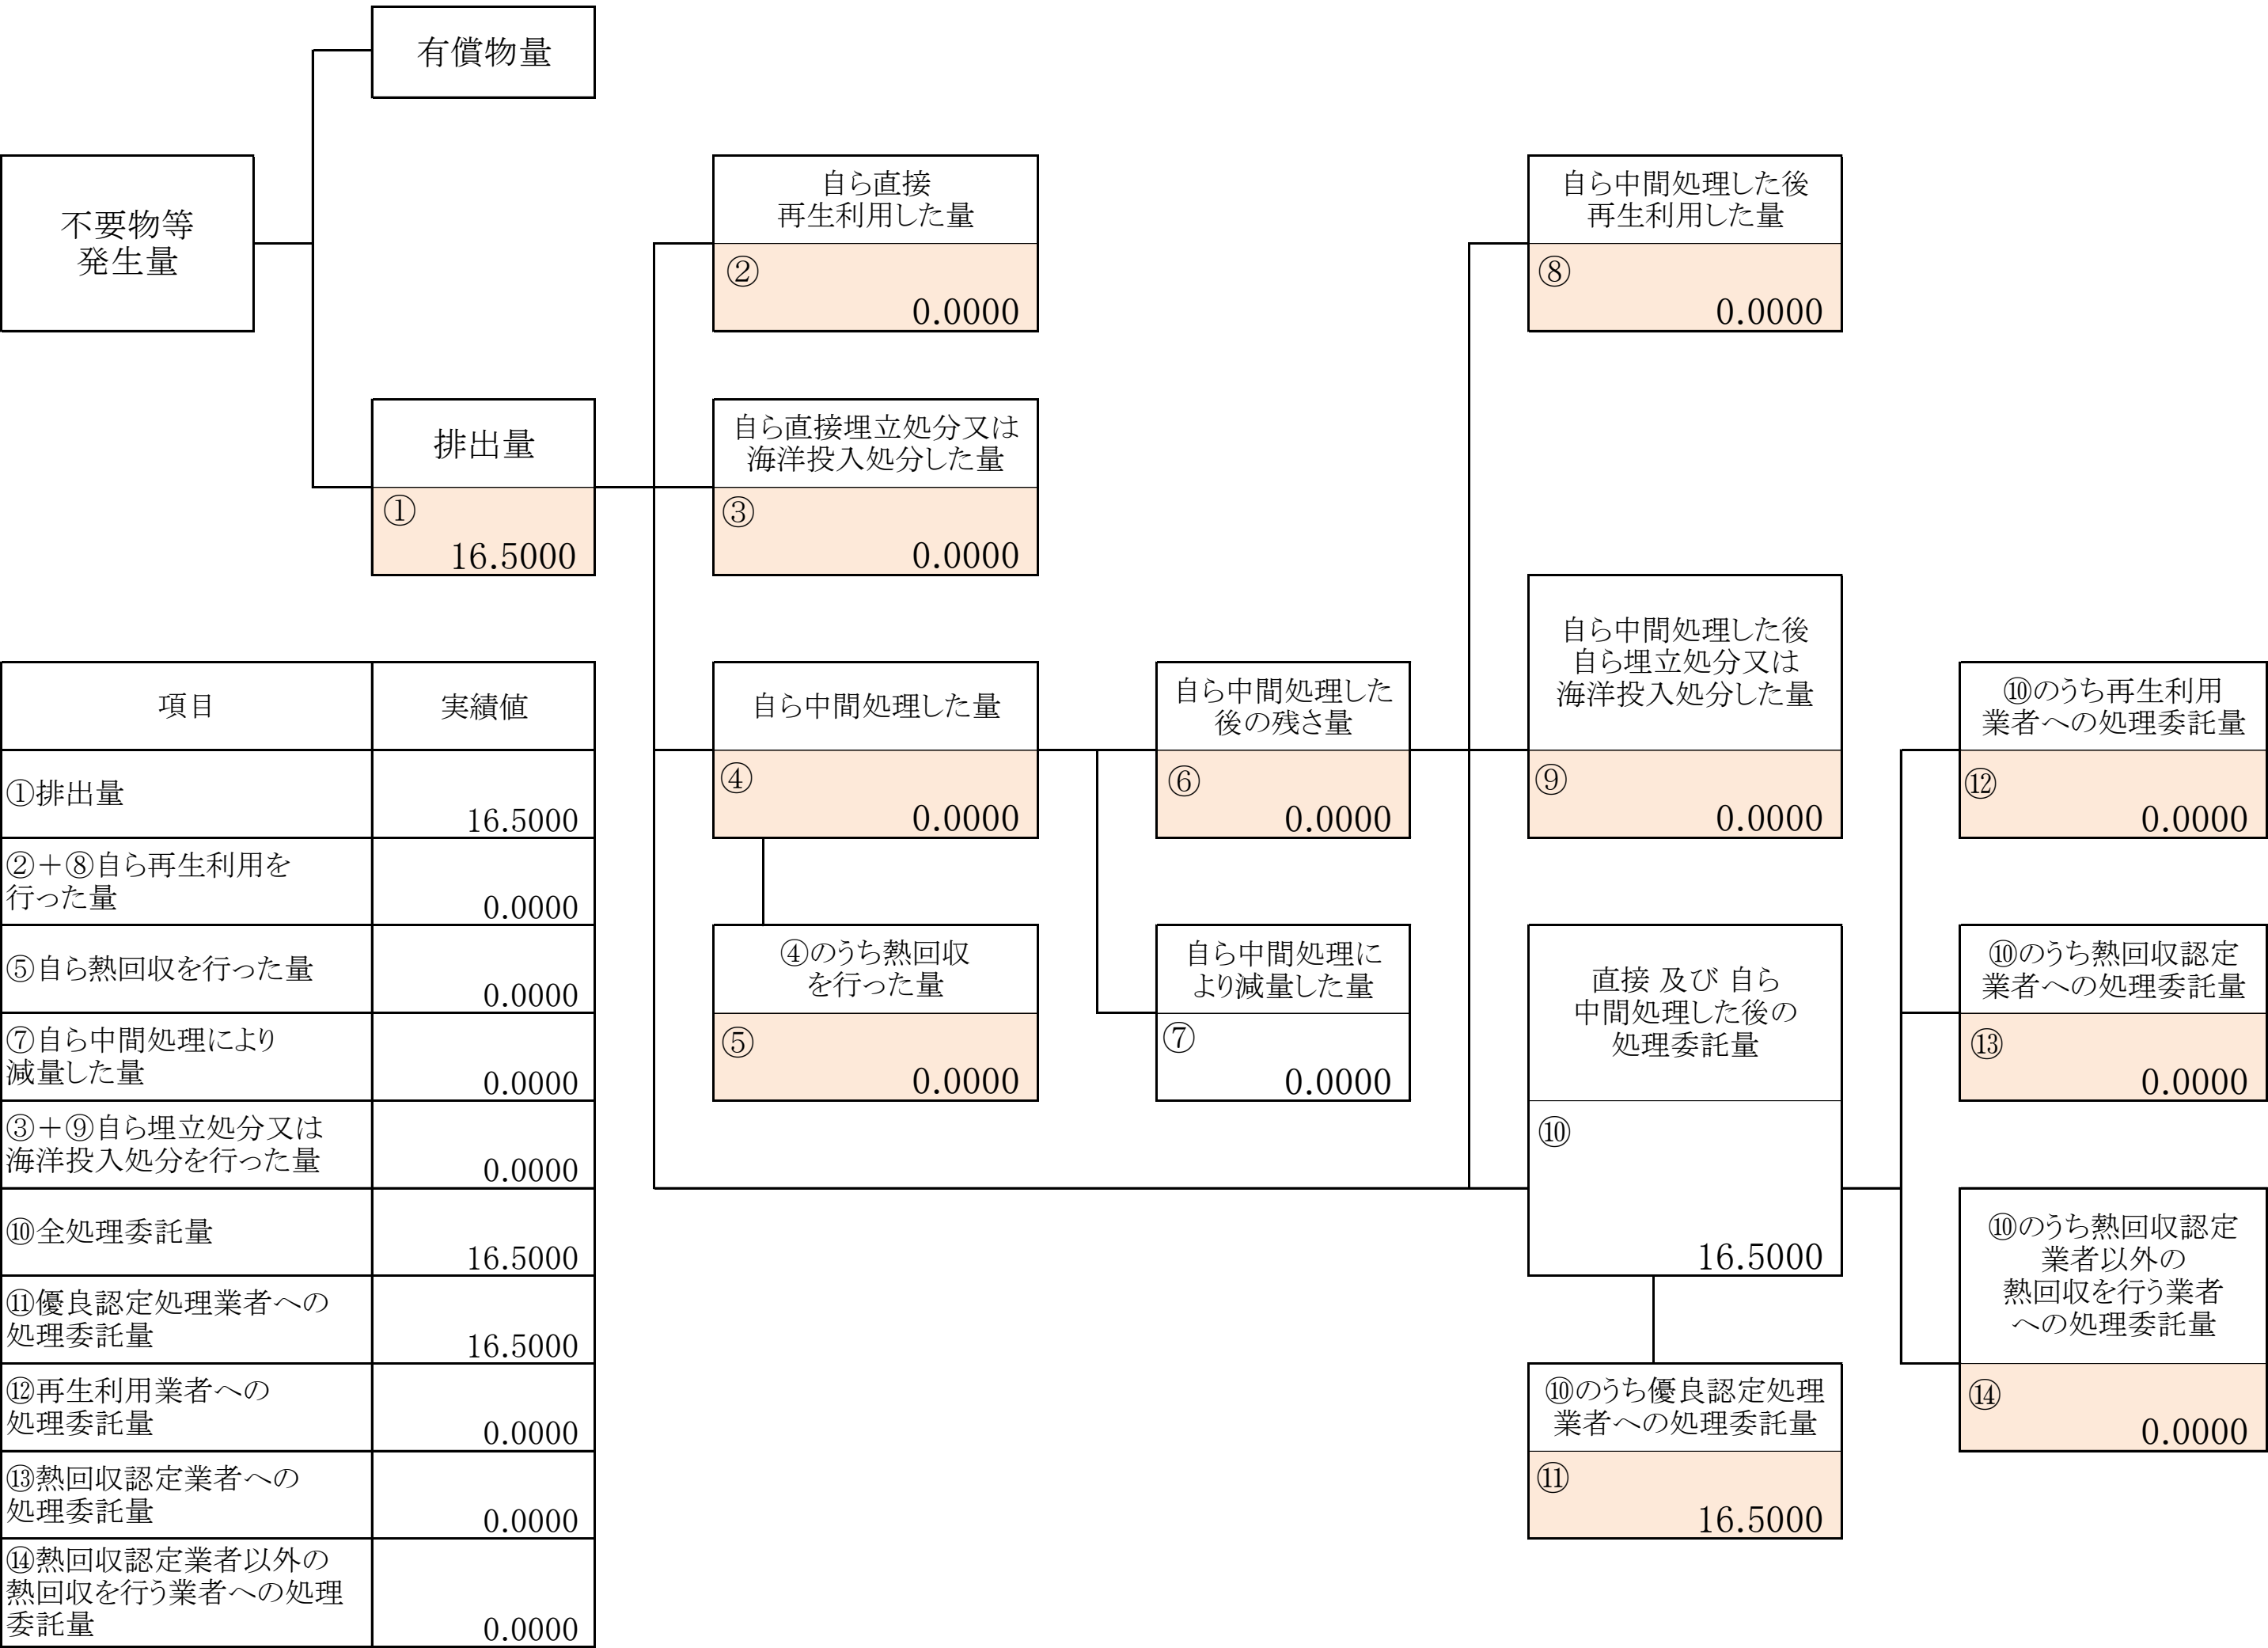 有償物量
不要物等
発生量
自ら直接
再生利用した量
②
0.0000
自ら中間処理した後
再生利用した量
⑧
0.0000
排出量
①
16.5000
自ら直接埋立処分又は
海洋投入処分した量
③
0.0000
自ら中間処理した量
④
0.0000
自ら中間処理した
後の残さ量
⑥
0.0000
自ら中間処理した後
自ら埋立処分又は
海洋投入処分した量
⑨
0.0000
⑩のうち再生利用
業者への処理委託量
⑫
0.0000
④のうち熱回収
を行った量
⑤
0.0000
自ら中間処理に
より減量した量
⑦
0.0000
直接 及び 自ら
中間処理した後の
処理委託量
⑩
16.5000
⑩のうち熱回収認定
業者への処理委託量
⑬
0.0000
⑩のうち熱回収認定
業者以外の
熱回収を行う業者
への処理委託量
⑭
0.0000
⑩のうち優良認定処理
業者への処理委託量
⑪
16.5000
項目 実績値
①排出量
16.5000
②＋⑧自ら再生利用を
行った量
0.0000
⑤自ら熱回収を行った量
0.0000
⑦自ら中間処理により
減量した量
0.0000
③＋⑨自ら埋立処分又は
海洋投入処分を行った量
0.0000
⑩全処理委託量
16.5000
⑪優良認定処理業者への
処理委託量
16.5000
⑫再生利用業者への
処理委託量
0.0000
⑬熱回収認定業者への
処理委託量
0.0000
⑭熱回収認定業者以外の
熱回収を行う業者への処理
委託量
0.0000